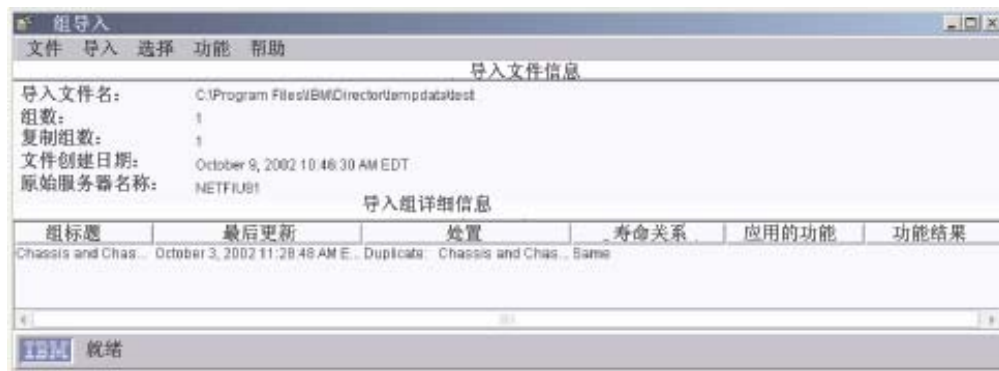 组导入
文件 导入 选择 功能 帮助
导入文件信息
导入文件名: C:\Program Files\IBM\Director\tempdata\test
组数: 1
复制组数: 1
文件创建日期: October 9, 2002 10:46:30 AM EDT
原始服务器名称: NETFIU81
导入组详细信息
组标题 最后更新 处置 寿命关系 应用的功能 功能结果
Chassis and Chas... October 3, 2002 11:28:48 AM E... Duplicate: Chassis and Chas... Same
IBM 就绪